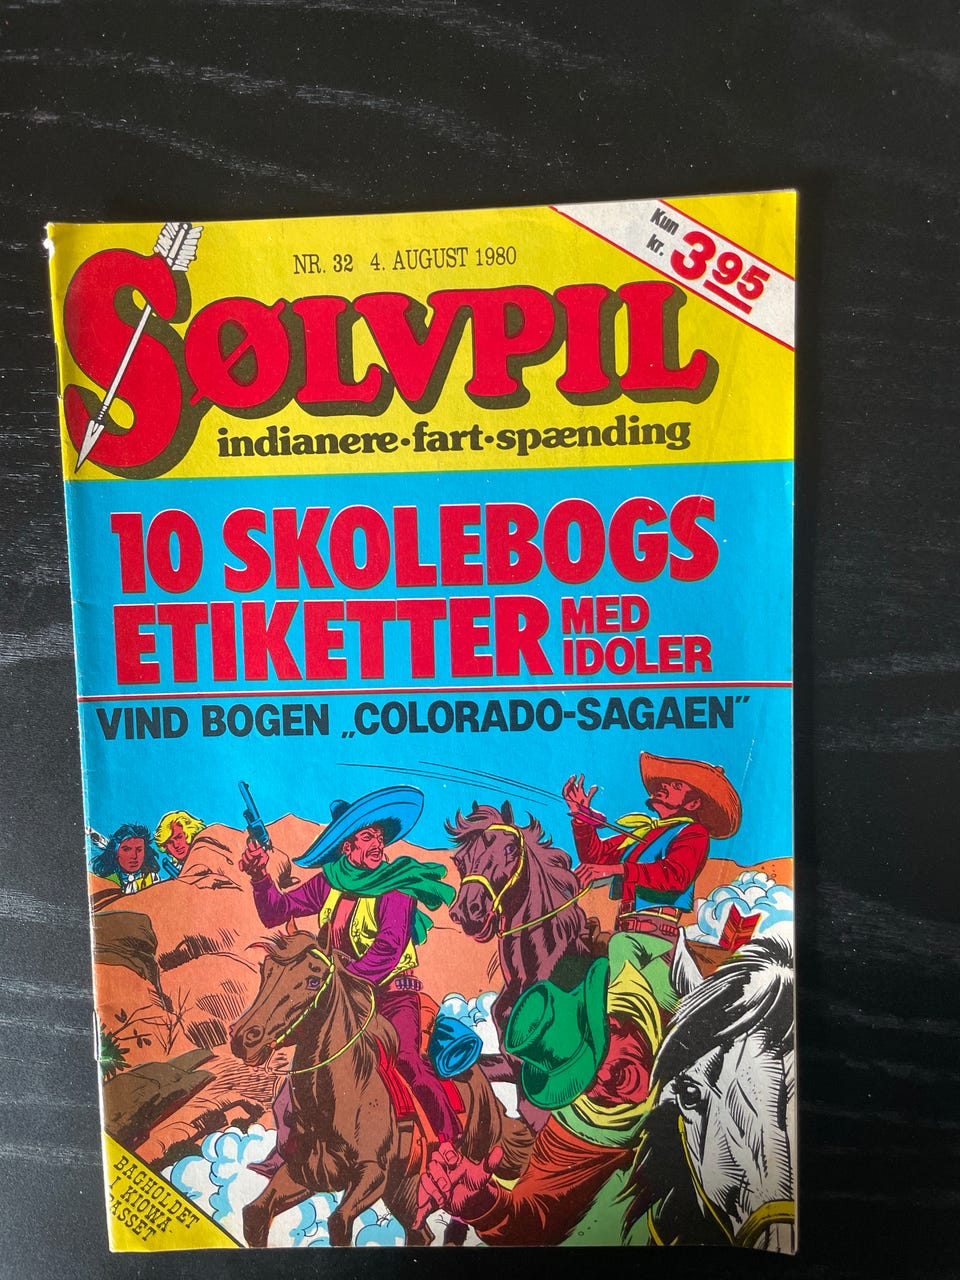 NR. 32 4. AUGUST 1980
Kun
kr. 3 95
SØLVPIL
indianere·fart·spænding
10 SKOLEBOGS
ETIKETTER MED
IDOLER
VIND BOGEN „COLORADO-SAGAEN”
BAGHOLDET
I KIOWA-
PASSET